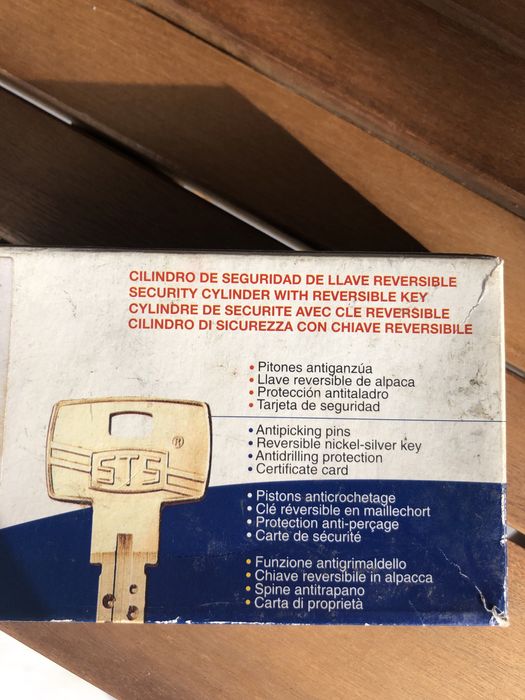 CILINDRO DE SEGURIDAD DE LLAVE REVERSIBLE
SECURITY CYLINDER WITH REVERSIBLE KEY
CYLINDRE DE SECURITE AVEC CLE REVERSIBLE
CILINDRO DI SICUREZZA CON CHIAVE REVERSIBILE
• Pitones antiganzúa
• Llave reversible de alpaca
• Protección antitaladro
• Tarjeta de seguridad
• Antipicking pins
• Reversible nickel-silver key
• Antidrilling protection
• Certificate card
STS ®
• Pistons anticrochetage
• Clé réversible en maillechort
• Protection anti-perçage
• Carte de sécurité
• Funzione antigrimaldello
• Chiave reversibile in alpacca
• Spine antitrapano
• Carta di proprietà